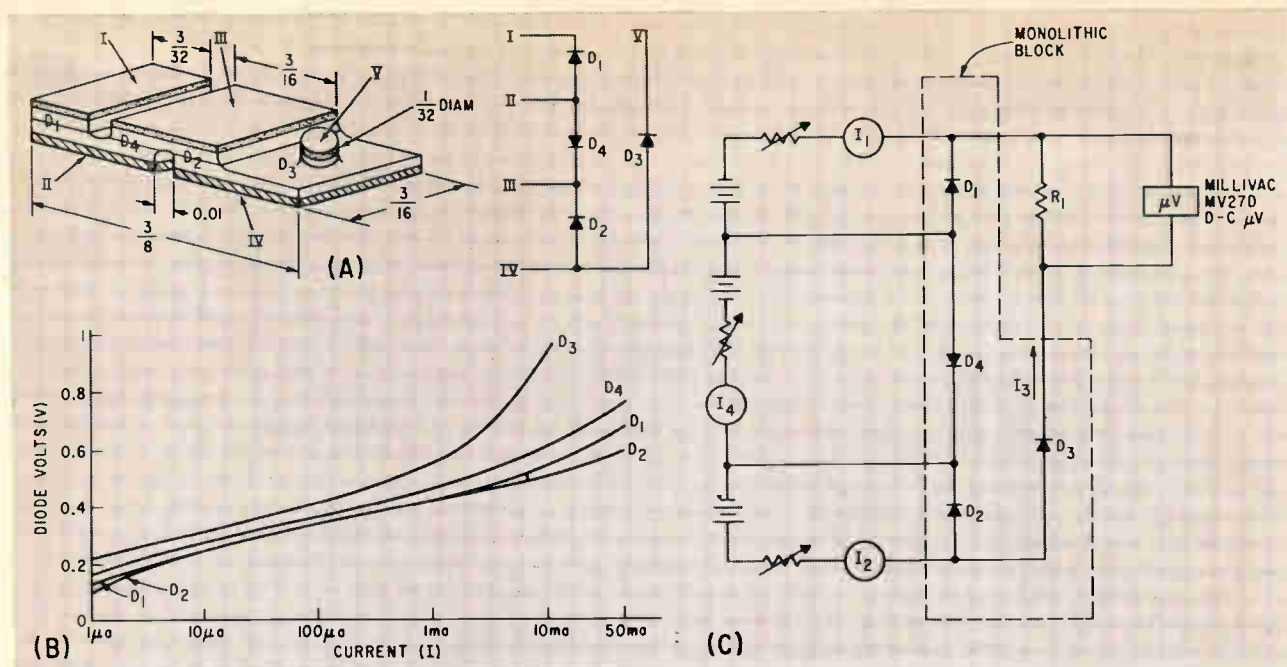 I
3/32
III
3/16
V
1/32 DIAM
D1
D4
D2
D3
II
3/8
0.01
IV
3/16
(A)
I
V
D1
II
D4
D3
III
D2
IV
MONOLITHIC
BLOCK
I1
D1
R1
μV
MILLIVAC
MV27D
D-C μV
I4
D4
I3
D3
D2
I2
(C)
DIODE VOLTS (V)
1
0.8
0.6
0.4
0.2
0
D3
D4
D1
D2
D1
D2
1μa
10μa
100μa
1ma
10ma
50ma
CURRENT (I)
(B)